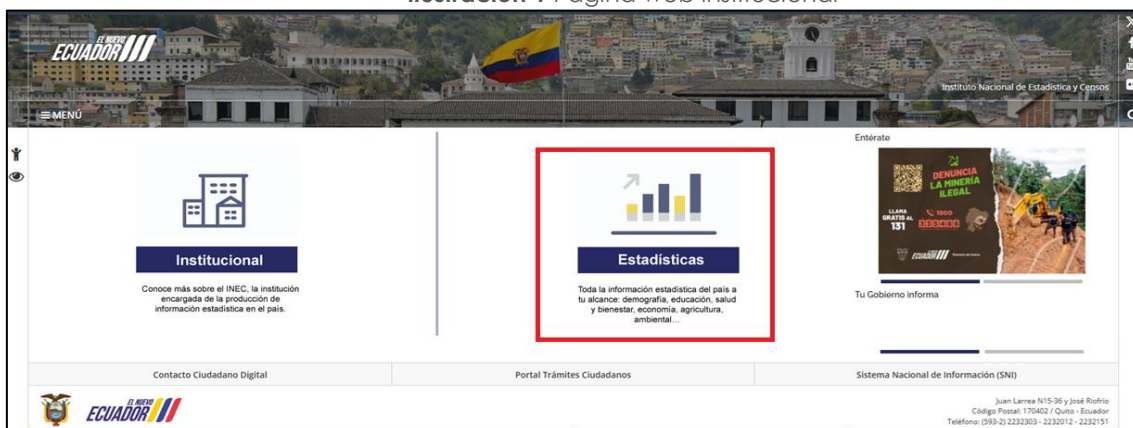 Ilustración 1 Página web institucional
EL NUEVO
ECUADOR
Instituto Nacional de Estadística y Censos
MENÚ
Institucional
Conoce más sobre el INEC, la institución
encargada de la producción de
información estadística en el país.
Estadísticas
Toda la información estadística del país a
tu alcance: demografía, educación, salud
y bienestar, economía, agricultura,
ambiental...
Entérate
DENUNCIA
LA MINERÍA
ILEGAL
LLAMA
GRATIS AL
131
1800
EL NUEVO
ECUADOR
Tu Gobierno informa
Contacto Ciudadano Digital
Portal Trámites Ciudadanos
Sistema Nacional de Información (SNI)
EL NUEVO
ECUADOR
Juan Larrea N15-36 y José Riofrío
Código Postal: 170402 / Quito - Ecuador
Teléfono: (593-2) 2232303 - 2232012 - 2232151